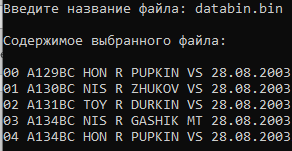 Введите название файла: databin.bin
Содержимое выбранного файла:
00 A129BC HON R PUPKIN VS 28.08.2003
01 A130BC NIS R ZHUKOV VS 28.08.2003
02 A131BC TOY R DURKIN VS 28.08.2003
03 A134BC NIS R GASHIK MT 28.08.2003
04 A134BC HON R PUPKIN VS 28.08.2003